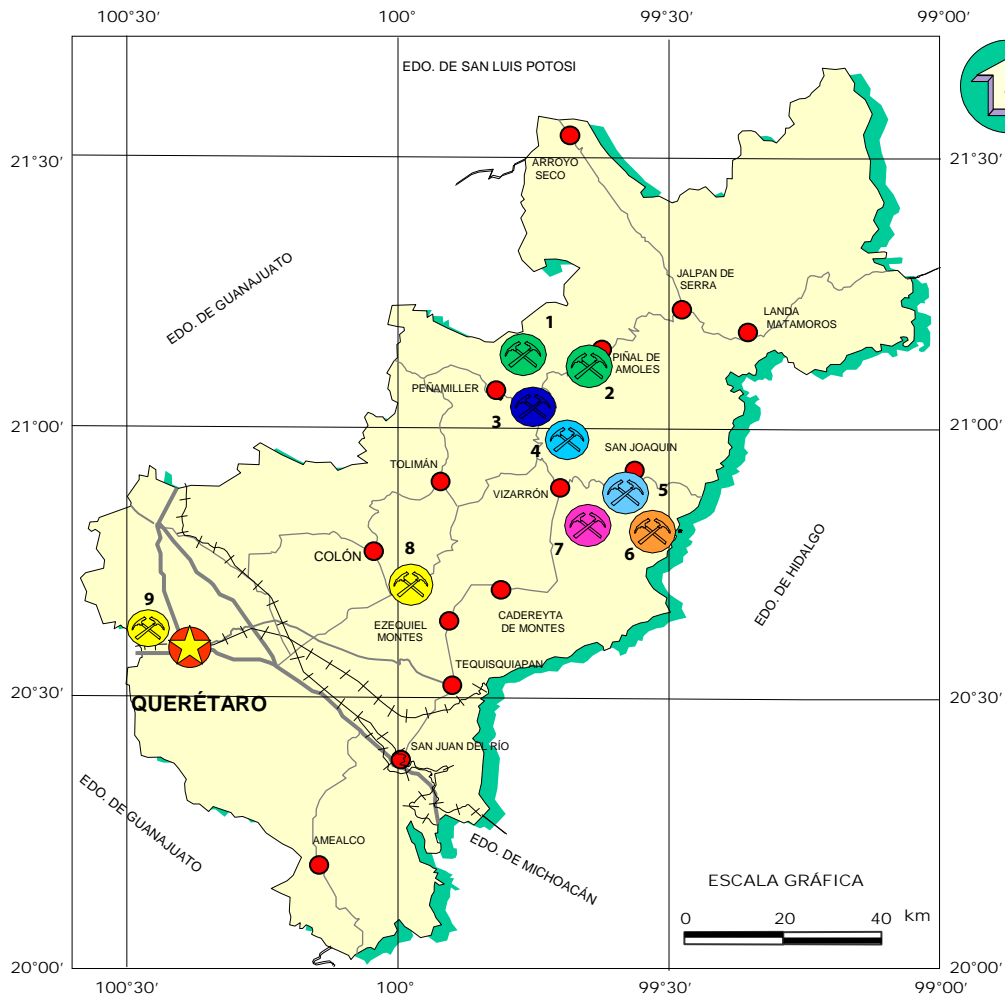 100°30′
100°
99°30′
99°00′
EDO. DE SAN LUIS POTOSI
21°30′
21°30′
ARROYO
SECO
EDO. DE GUANAJUATO
JALPAN DE
SERRA
LANDA
MATAMOROS
1
PIÑAL DE
AMOLES
PEÑAMILLER
2
3
21°00′
21°00′
4
SAN JOAQUIN
TOLIMÁN
VIZARRÓN
5
7
6
EDO. DE HIDALGO
COLÓN
8
9
EZEQUIEL
MONTES
CADEREYTA
DE MONTES
TEQUISQUIAPAN
20°30′
20°30′
QUERÉTARO
SAN JUAN DEL RÍO
EDO. DE GUANAJUATO
AMEALCO
EDO. DE MICHOACÁN
ESCALA GRÁFICA
0 20 40 km
20°00′
20°00′
100°30′
100°
99°30′
99°00′